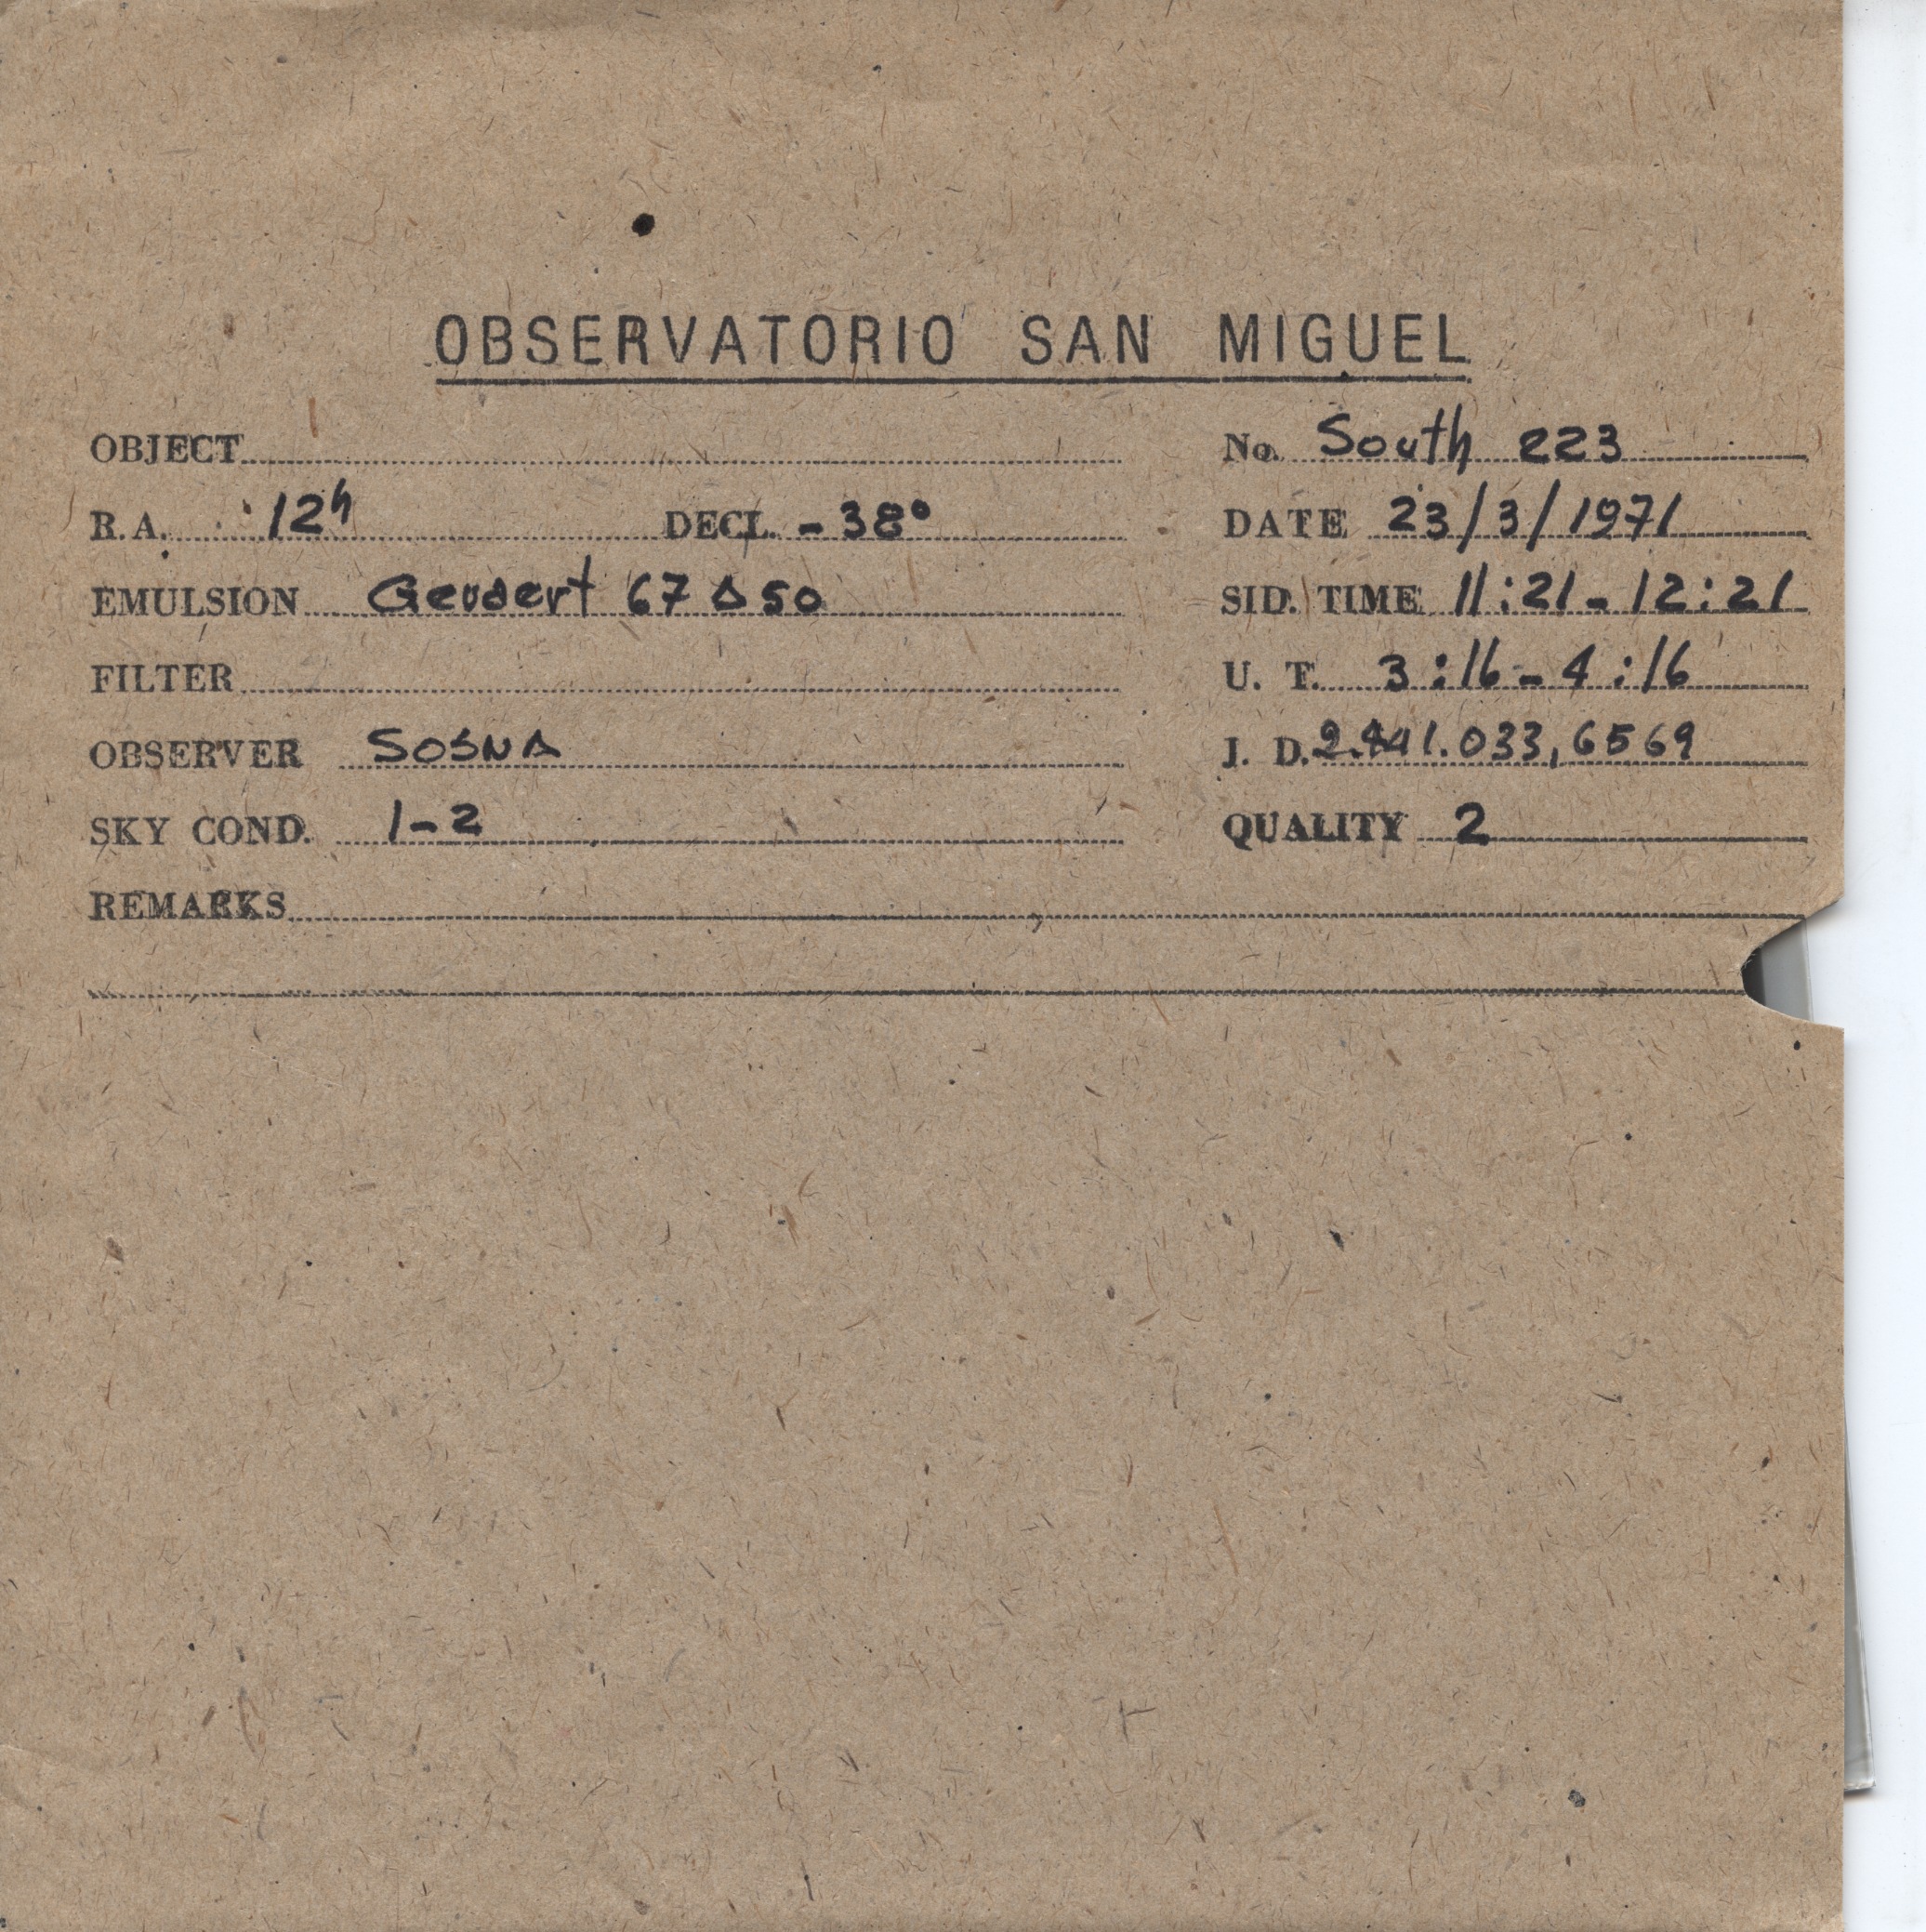 OBSERVATORIO SAN MIGUEL
OBJECT No. South 223
R.A. 12h DECL. -38° DATE 23/3/1971
EMULSION Gevaert 67 A 50 SID. TIME 11:21-12:21
FILTER U. T. 3:16-4:16
OBSERVER SOSNA J. D. 2.441.033,6569
SKY COND. 1-2 QUALITY 2
REMARKS